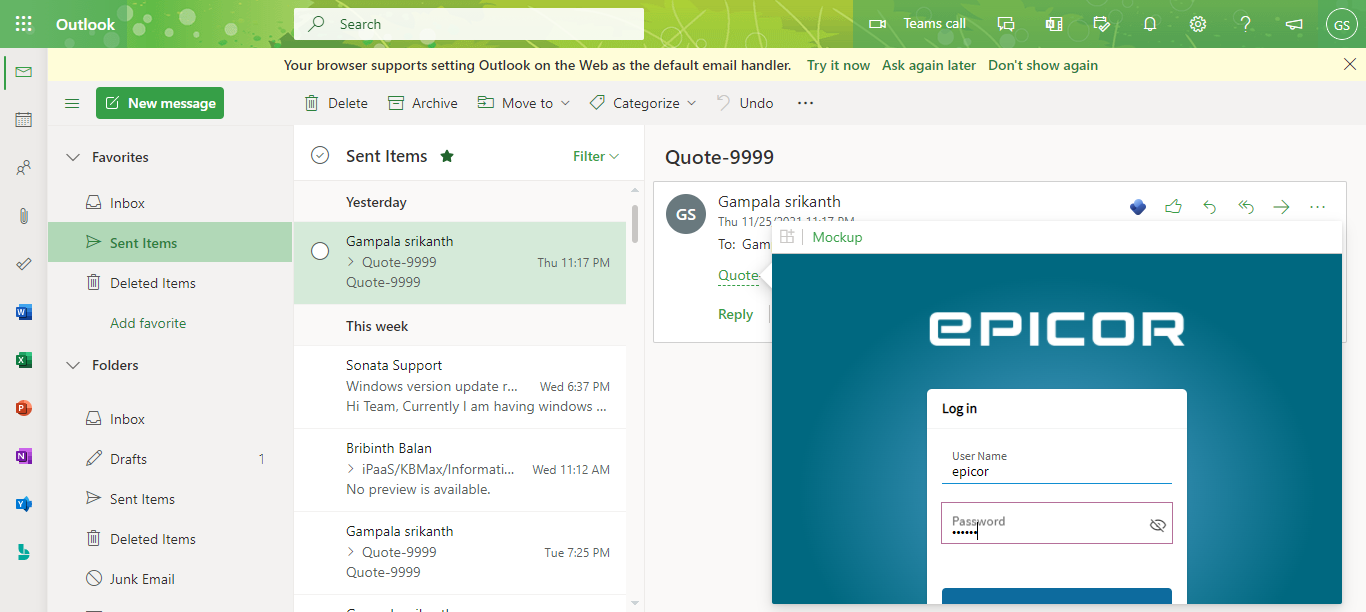 Outlook
Search
Teams call
GS
Your browser supports setting Outlook on the Web as the default email handler. Try it now Ask again later Don't show again
New message
Delete
Archive
Move to
Categorize
Undo
Favorites
Inbox
Sent Items
Deleted Items
Add favorite
Folders
Inbox
Drafts 1
Sent Items
Deleted Items
Junk Email
Sent Items
Filter
Yesterday
Gampala srikanth
Quote-9999 Thu 11:17 PM
Quote-9999
This week
Sonata Support
Windows version update r... Wed 6:37 PM
Hi Team, Currently I am having windows ...
Bribinth Balan
iPaaS/KBMax/Informati... Wed 11:12 AM
No preview is available.
Gampala srikanth
Quote-9999 Tue 7:25 PM
Quote-9999
Quote-9999
GS
Gampala srikanth
Thu 11/25/2021 11:17 PM
To: Gam
Quote-
Reply
Mockup
EPICOR
Log in
User Name
epicor
Password